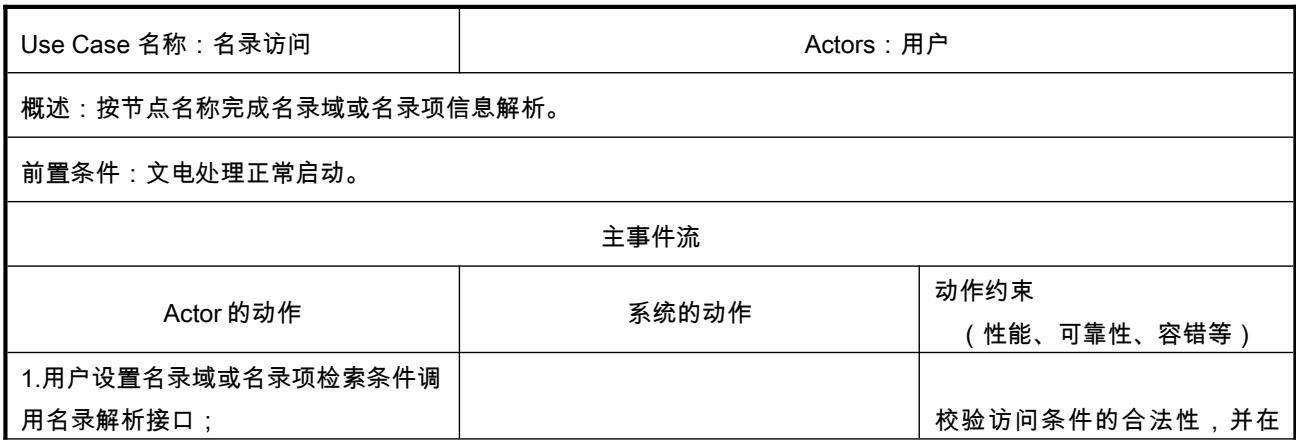 Use Case 名称：名录访问
Actors：用户
概述：按节点名称完成名录域或名录项信息解析。
前置条件：文电处理正常启动。
主事件流
Actor 的动作
系统的动作
动作约束
（性能、可靠性、容错等）
1.用户设置名录域或名录项检索条件调
用名录解析接口；
校验访问条件的合法性，并在